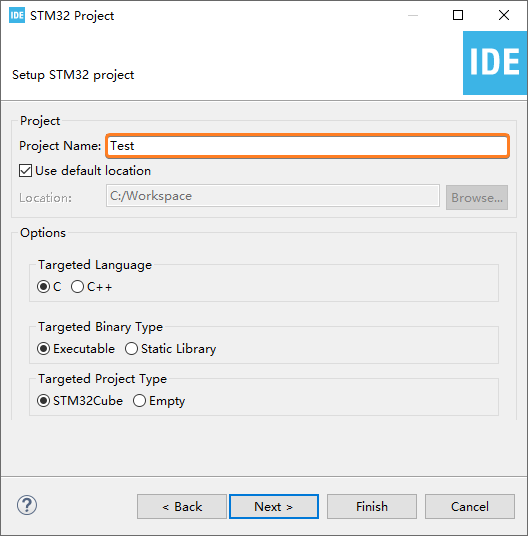 IDE STM32 Project
IDE
Setup STM32 project
Project
Project Name: Test
Use default location
Location: C:/Workspace Browse...
Options
Targeted Language
C C++
Targeted Binary Type
Executable Static Library
Targeted Project Type
STM32Cube Empty
? < Back Next > Finish Cancel